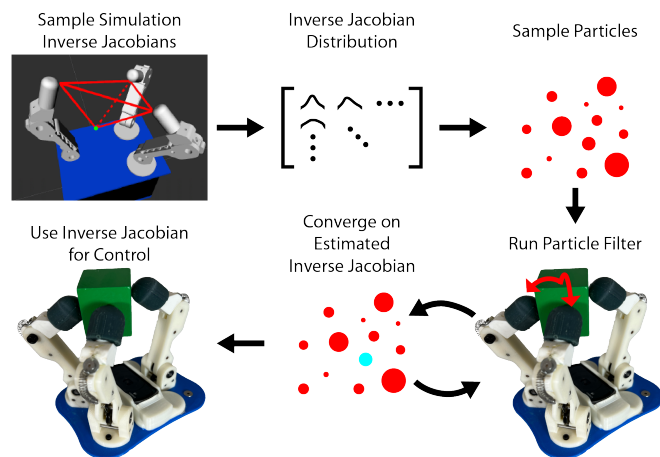 Sample Simulation
Inverse Jacobians
Inverse Jacobian
Distribution
Sample Particles
Use Inverse Jacobian
for Control
Converge on
Estimated
Inverse Jacobian
Run Particle Filter